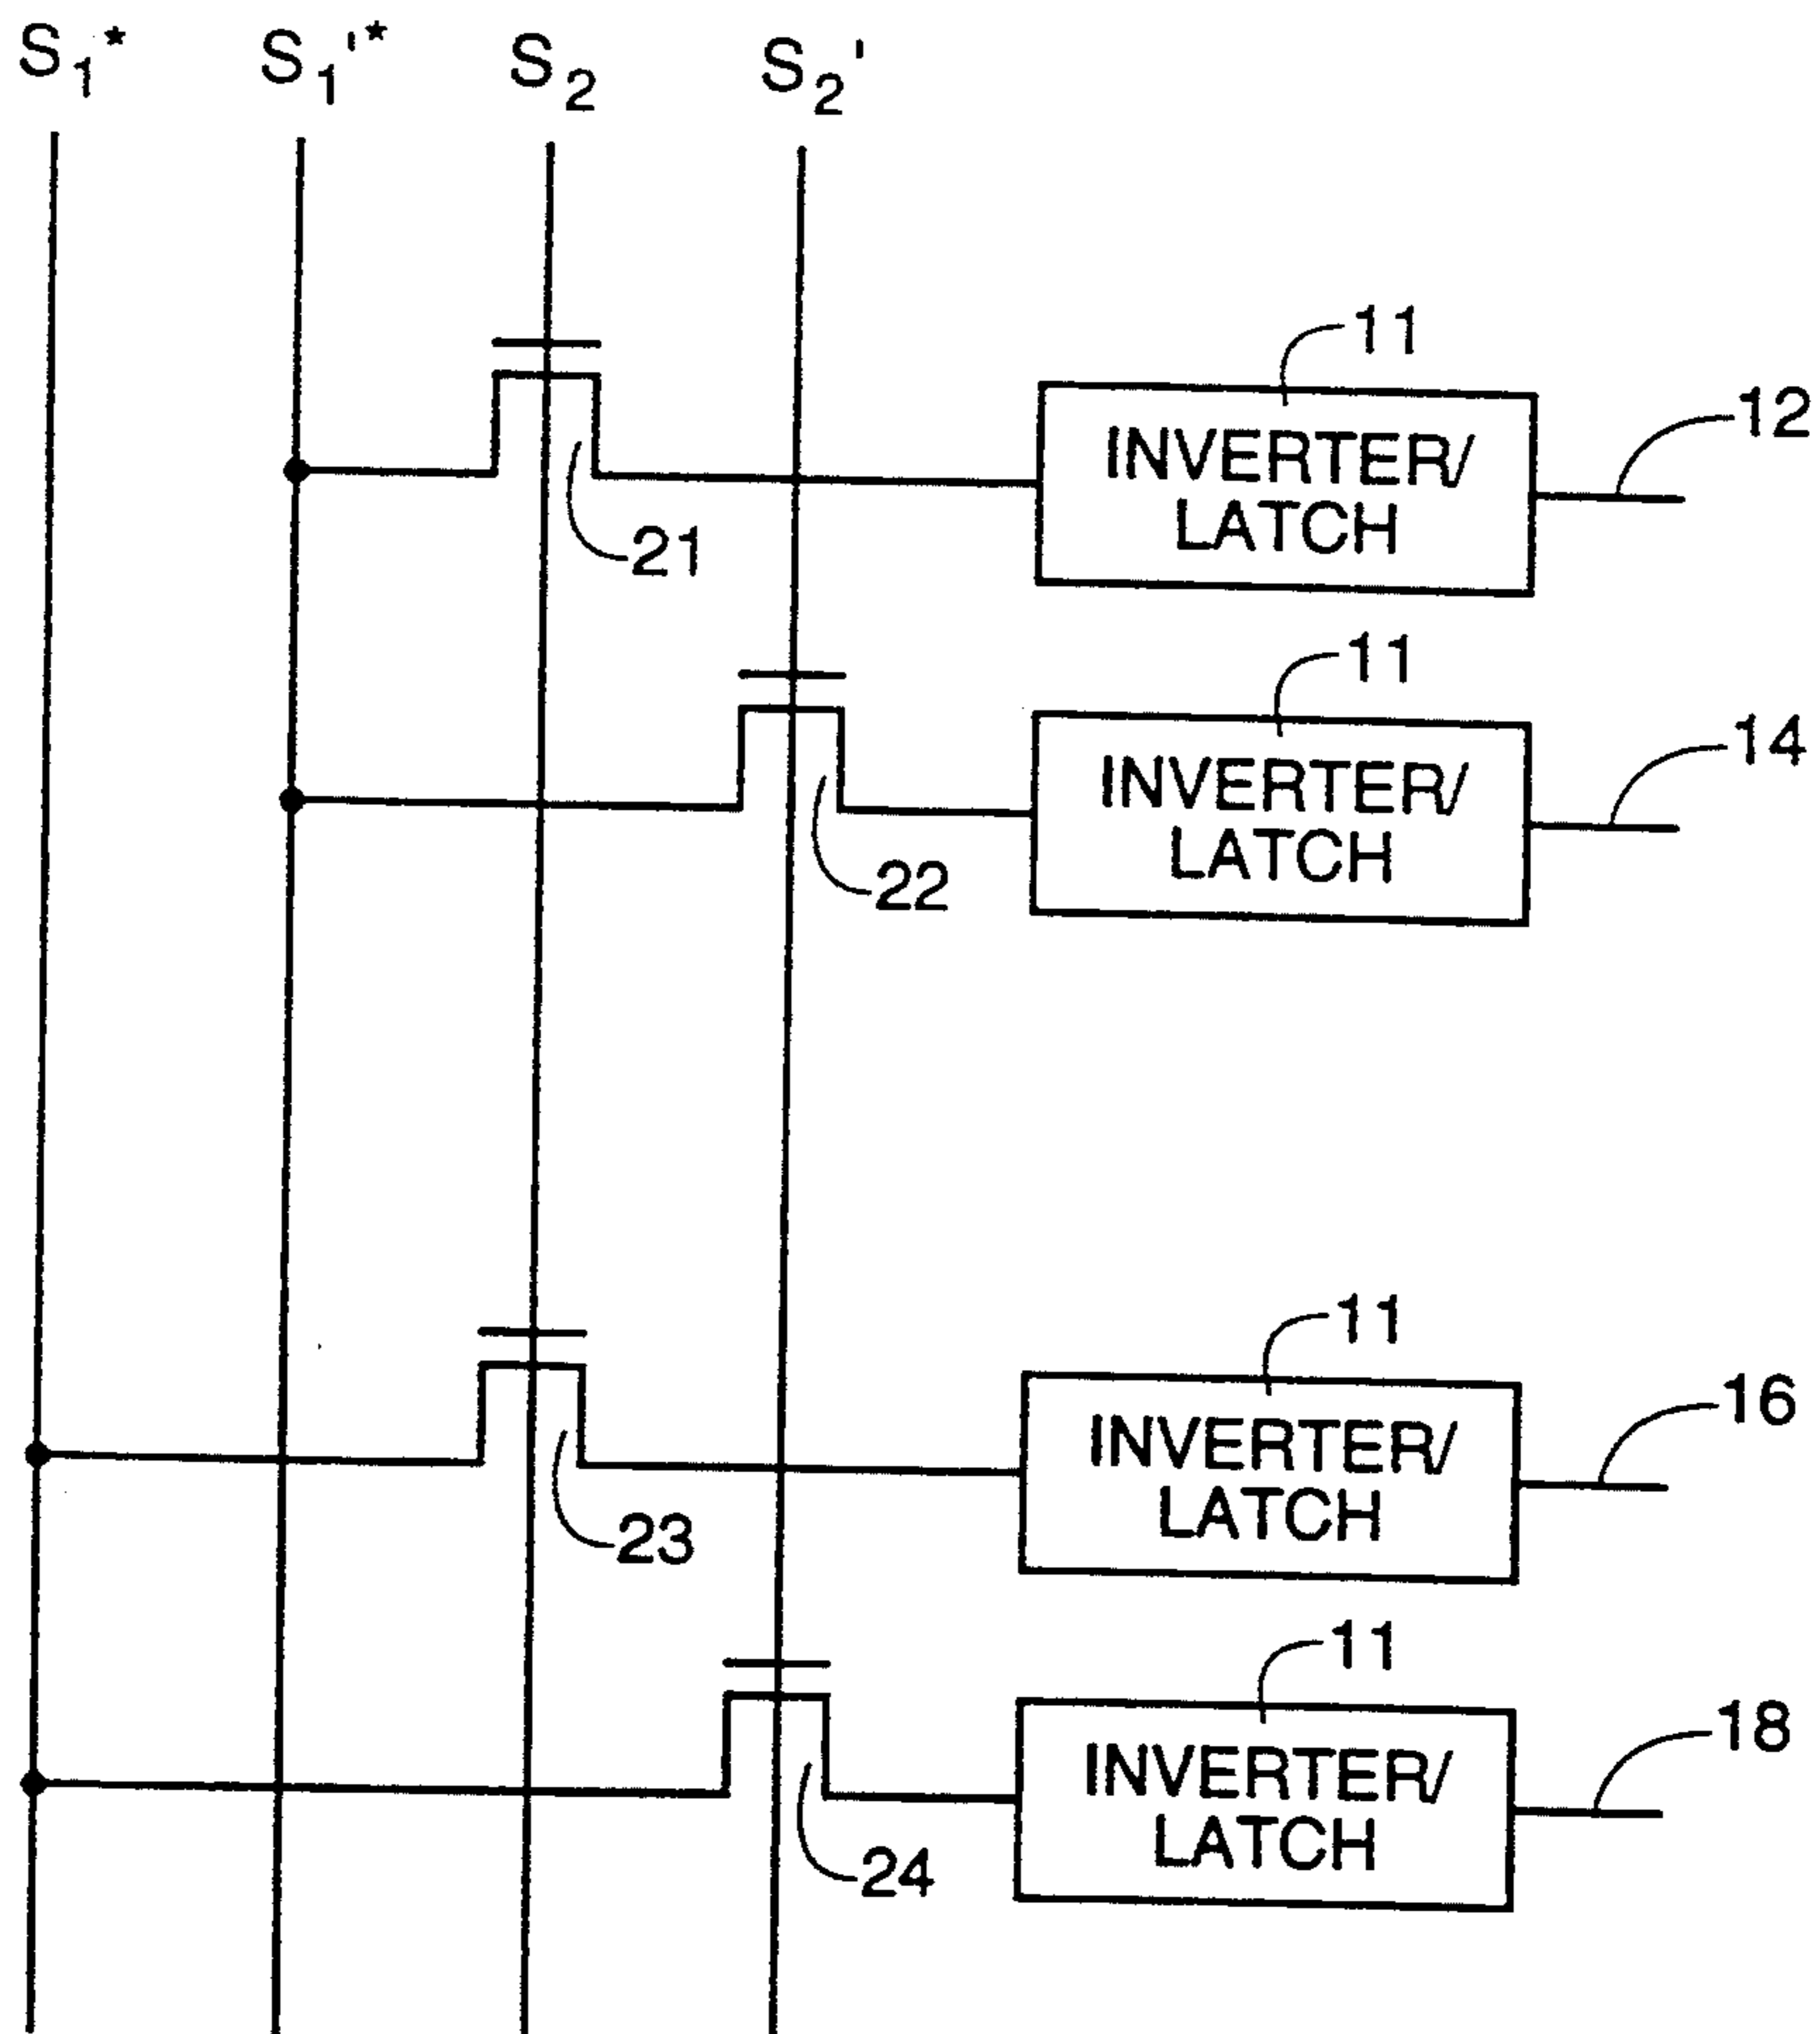 S₁* S₁'* S₂ S₂'
11
INVERTER/
LATCH
12
21
11
INVERTER/
LATCH
14
22
11
INVERTER/
LATCH
16
23
11
INVERTER/
LATCH
18
24